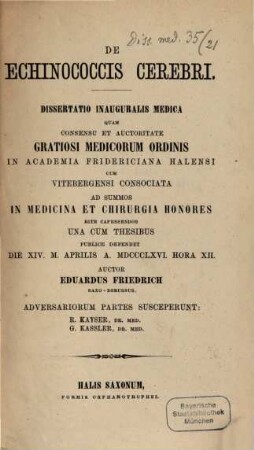 Diss. med. 35/21
DE
ECHINOCOCCIS CEREBRI.
DISSERTATIO INAUGURALIS MEDICA
QUAM
CONSENSU ET AUCTORITATE
GRATIOSI MEDICORUM ORDINIS
IN ACADEMIA FRIDERICIANA HALENSI
CUM
VITEBERGENSI CONSOCIATA
AD SUMMOS
IN MEDICINA ET CHIRURGIA HONORES
RITE CAPESSENDOS
UNA CUM THESIBUS
PUBLICE DEFENDET
DIE XIV. M. APRILIS A. MDCCCLXVI. HORA XII.
AUCTOR
EDUARDUS FRIEDRICH
SAXO-BORUSSUS.
ADVERSARIORUM PARTES SUSCEPERUNT:
R. KAYSER, DR. MED.
G. KASSLER, DR. MED.
HALIS SAXONUM,
FORMIS ORPHANOTROPHEI.
Bayerische
Staatsbibliothek
München